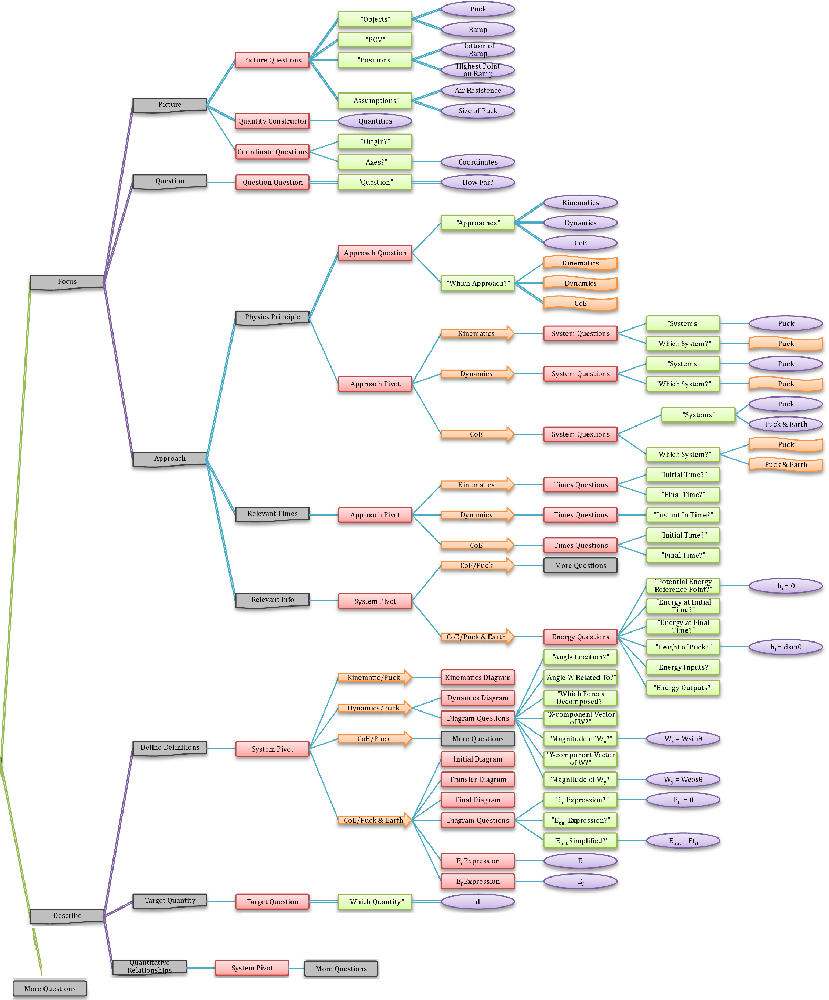 Puck
"Objects"
Ramp
"POV"
Bottom of
Ramp
Picture Questions
"Positions"
Highest Point
on Ramp
Air Resistence
Picture
"Assumptions"
Size of Puck
Quantity Constructor
Quantities
"Origin?"
Coordinate Questions
"Axes?"
Coordinates
Question
Question Question
"Question"
How Far?
Kinematics
"Approaches"
Dynamics
CoE
Approach Question
Kinematics
"Which Approach?"
Dynamics
CoE
Focus
Physics Principle
"Systems"
Puck
Kinematics
System Questions
"Which System?"
Puck
"Systems"
Puck
Dynamics
System Questions
"Which System?"
Puck
Approach Pivot
Puck
"Systems"
Puck & Earth
CoE
System Questions
Puck
"Which System?"
Puck & Earth
Approach
"Initial Time?"
Kinematics
Times Questions
"Final Time?"
Relevant Times
Approach Pivot
Dynamics
Times Questions
"Instant In Time?"
"Initial Time?"
CoE
Times Questions
"Final Time?"
CoE/Puck
More Questions
"Potential Energy
Reference Point?"
hi = 0
Relevant Info
System Pivot
"Energy at Initial
Time?"
"Energy at Final
Time?"
CoE/Puck & Earth
Energy Questions
"Height of Puck?"
hf = dsinθ
"Energy Inputs?"
"Energy Outputs?"
"Angle Location?"
Kinematic/Puck
Kinematics Diagram
"Angle 'A' Related To?"
Dynamics Diagram
"Which Forces
Decomposed?"
Dynamics/Puck
Diagram Questions
"X-component Vector
of W?"
CoE/Puck
More Questions
"Magnitude of Wx?"
Wx = Wsinθ
Define Definitions
System Pivot
Initial Diagram
"Y-component Vector
of W?"
Transfer Diagram
"Magnitude of Wy?"
Wy = Wcosθ
Final Diagram
"Ein Expression?"
Ein = 0
CoE/Puck & Earth
Diagram Questions
"Eout Expression?"
"Eout Simplified?"
Eout = Ffd
Ei Expression
Ei
Ef Expression
Ef
Target Quantity
Target Question
"Which Quantity"
d
Describe
Quantitative
Relationships
System Pivot
More Questions
More Questions